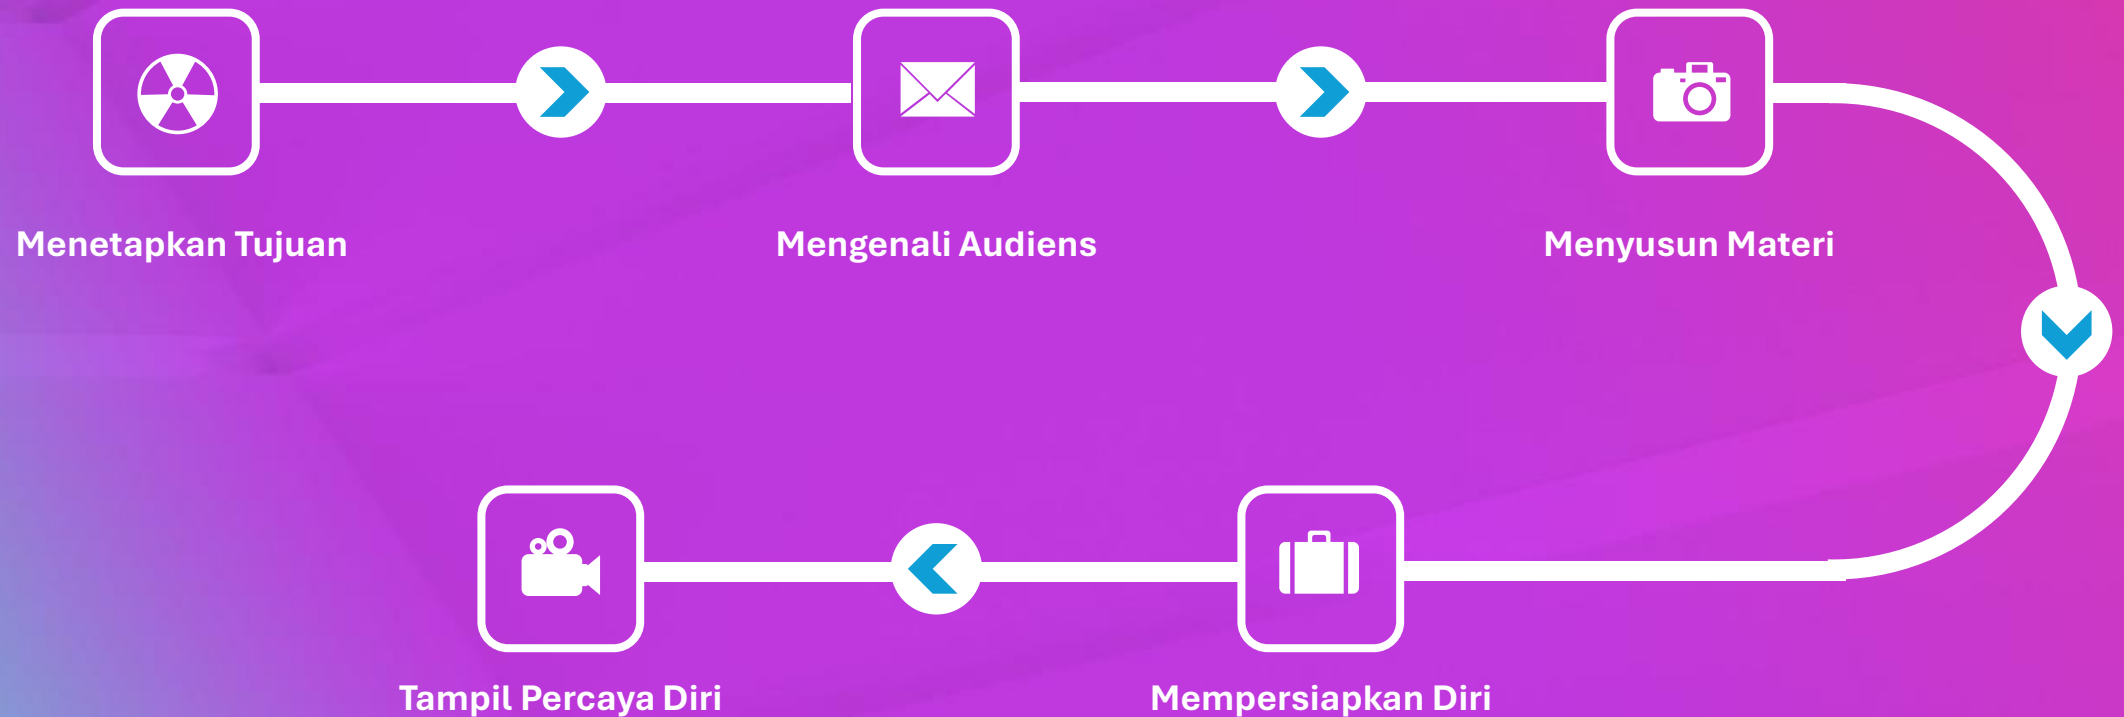 Menetapkan Tujuan
Mengenali Audiens
Menyusun Materi
Mempersiapkan Diri
Tampil Percaya Diri